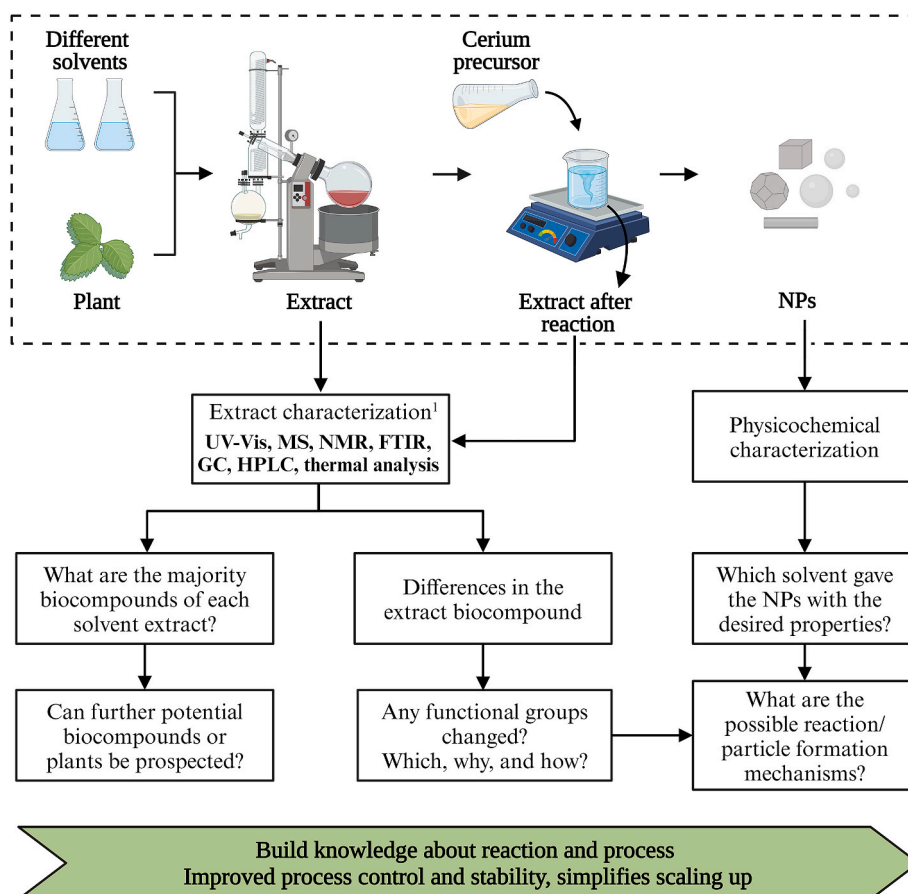 Different
solvents
Cerium
precursor
Plant
Extract
Extract after
reaction
NPs
Extract characterization¹
UV-Vis, MS, NMR, FTIR,
GC, HPLC, thermal analysis
Physicochemical
characterization
What are the majority
biocompounds of each
solvent extract?
Differences in the
extract biocompound
Which solvent gave
the NPs with the
desired properties?
Can further potential
biocompounds or
plants be prospected?
Any functional groups
changed?
Which, why, and how?
What are the
possible reaction/
particle formation
mechanisms?
Build knowledge about reaction and process
Improved process control and stability, simplifies scaling up